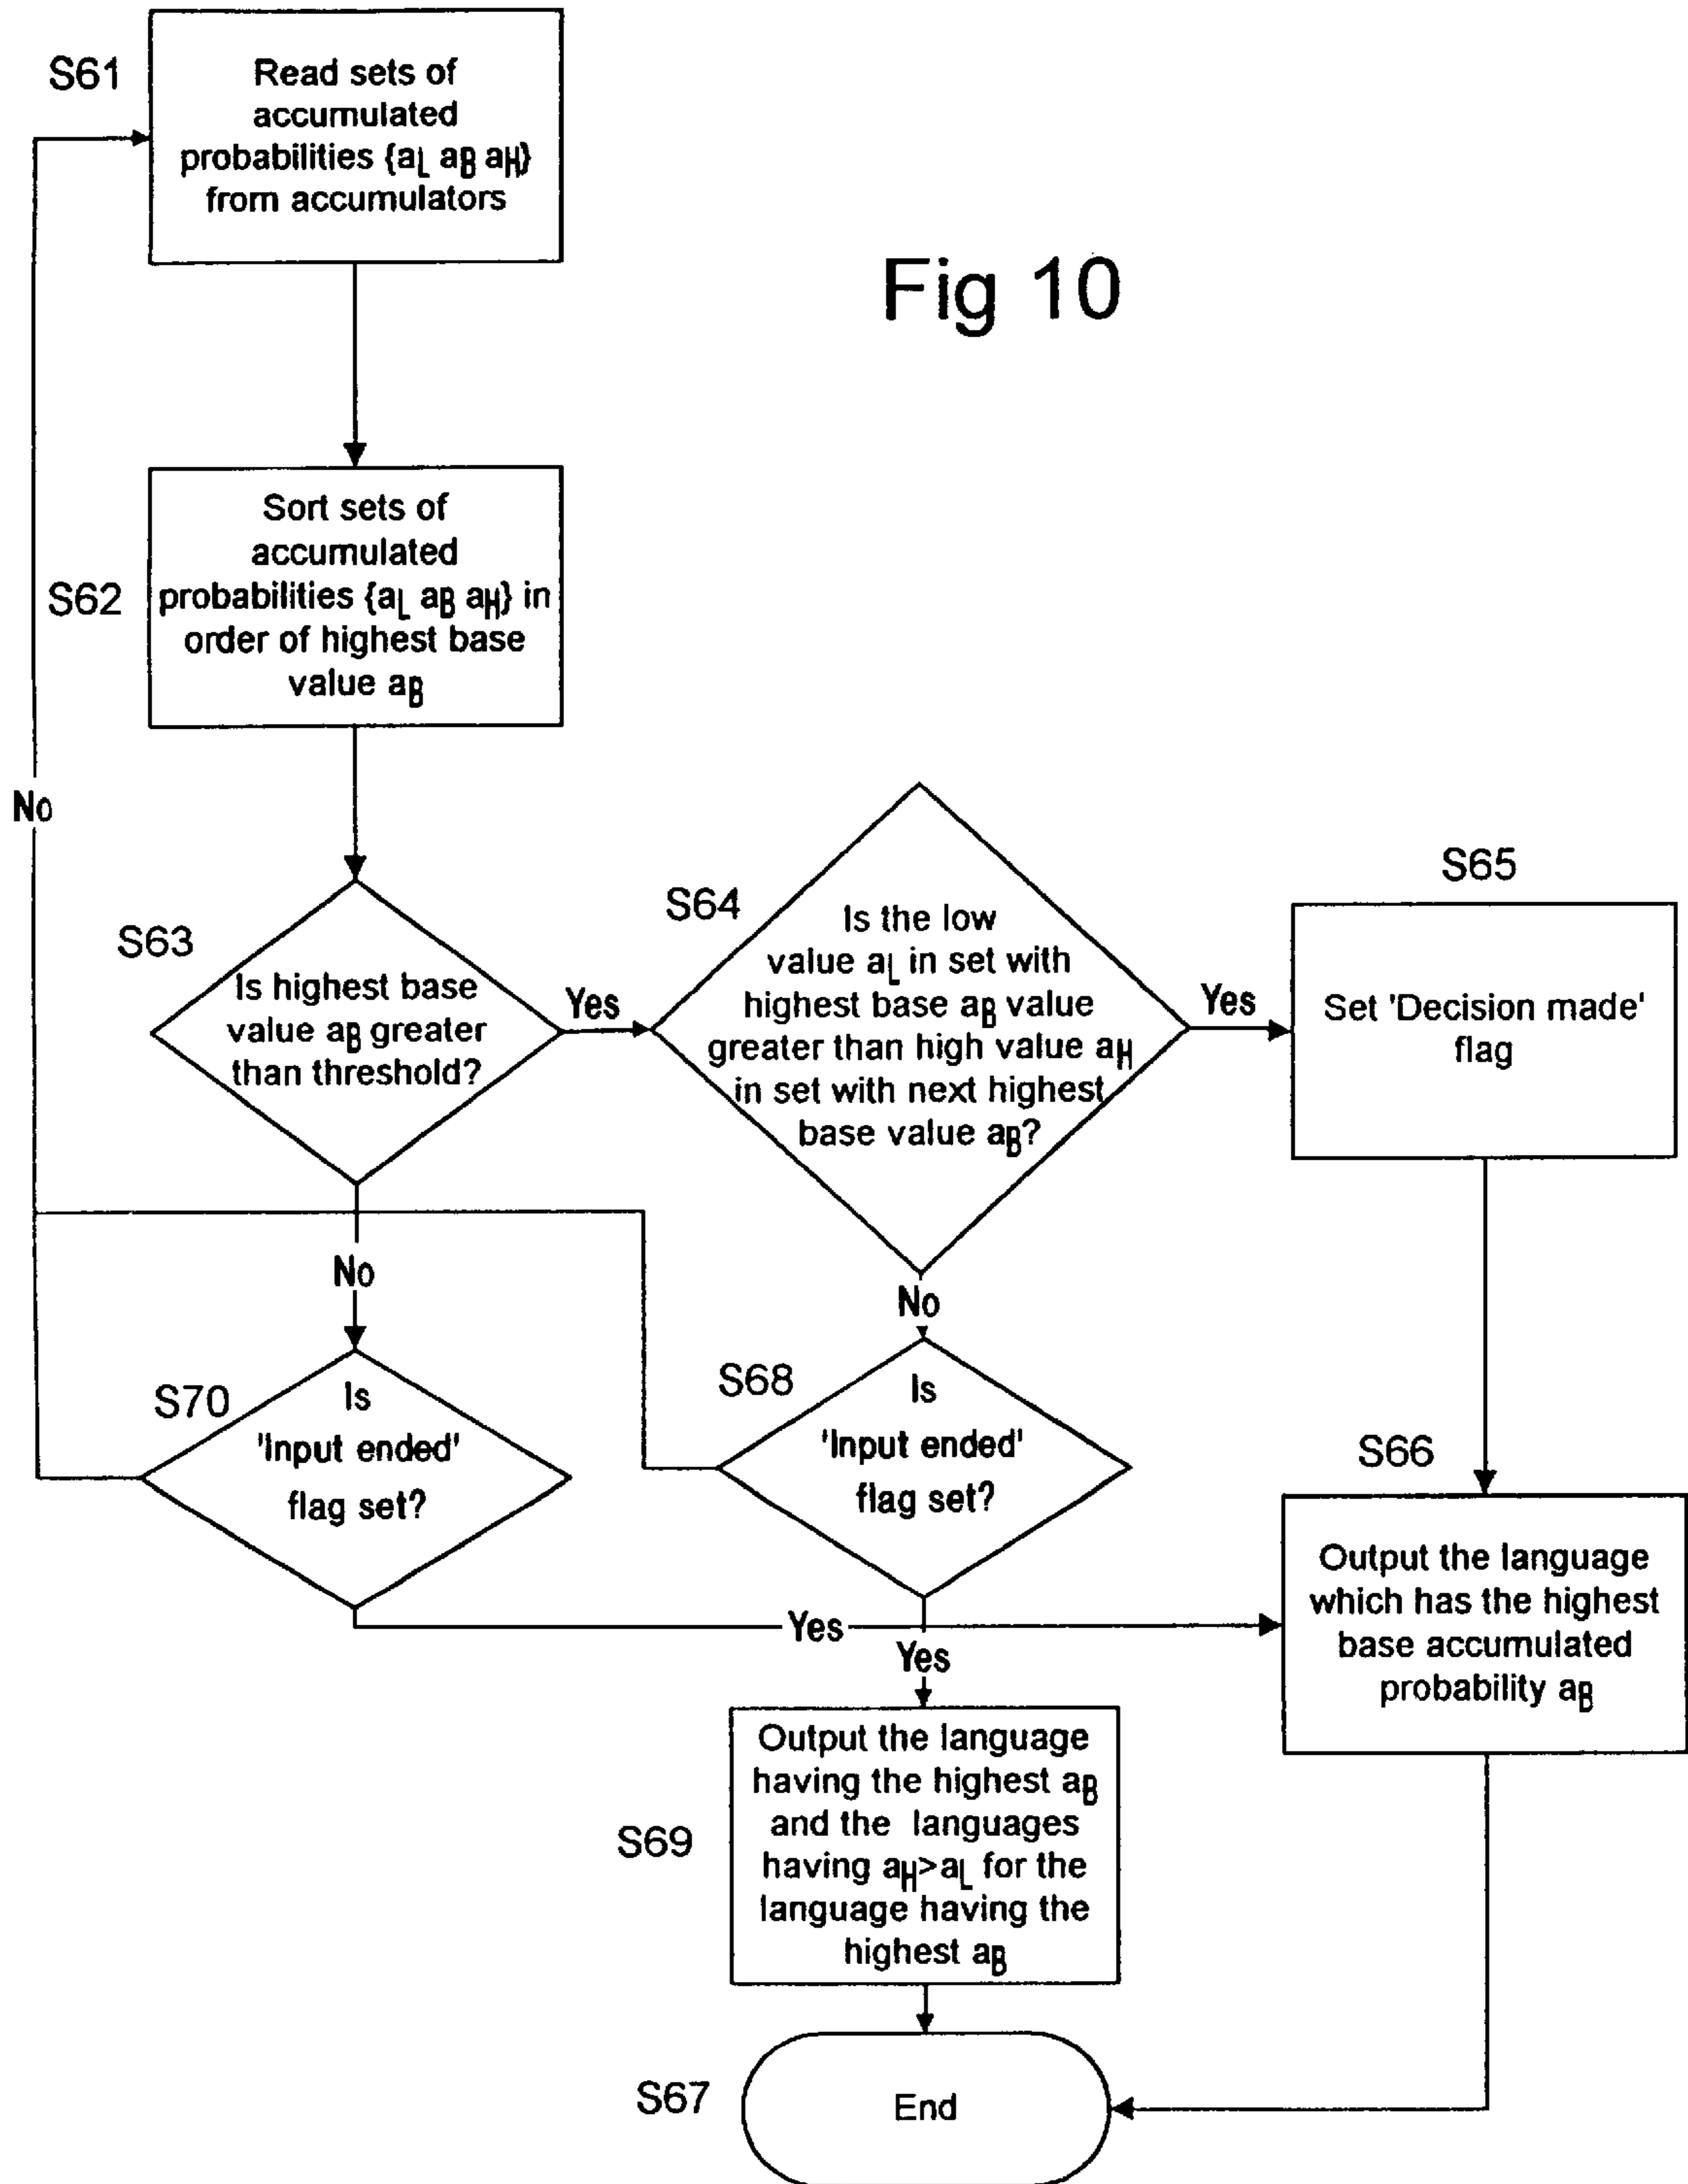 S61
Read sets of
accumulated
probabilities {aL aB aH}
from accumulators
Fig 10
S62
Sort sets of
accumulated
probabilities {aL aB aH} in
order of highest base
value aB
No
S63
Is highest base
value aB greater
than threshold?
Yes
S64
Is the low
value aL in set with
highest base aB value
greater than high value aH
in set with next highest
base value aB?
Yes
S65
Set 'Decision made'
flag
No
No
S70
Is
'Input ended'
flag set?
S68
Is
'Input ended'
flag set?
S66
Output the language
which has the highest
base accumulated
probability aB
Yes
Yes
S69
Output the language
having the highest aB
and the languages
having aH>aL for the
language having the
highest aB
S67
End